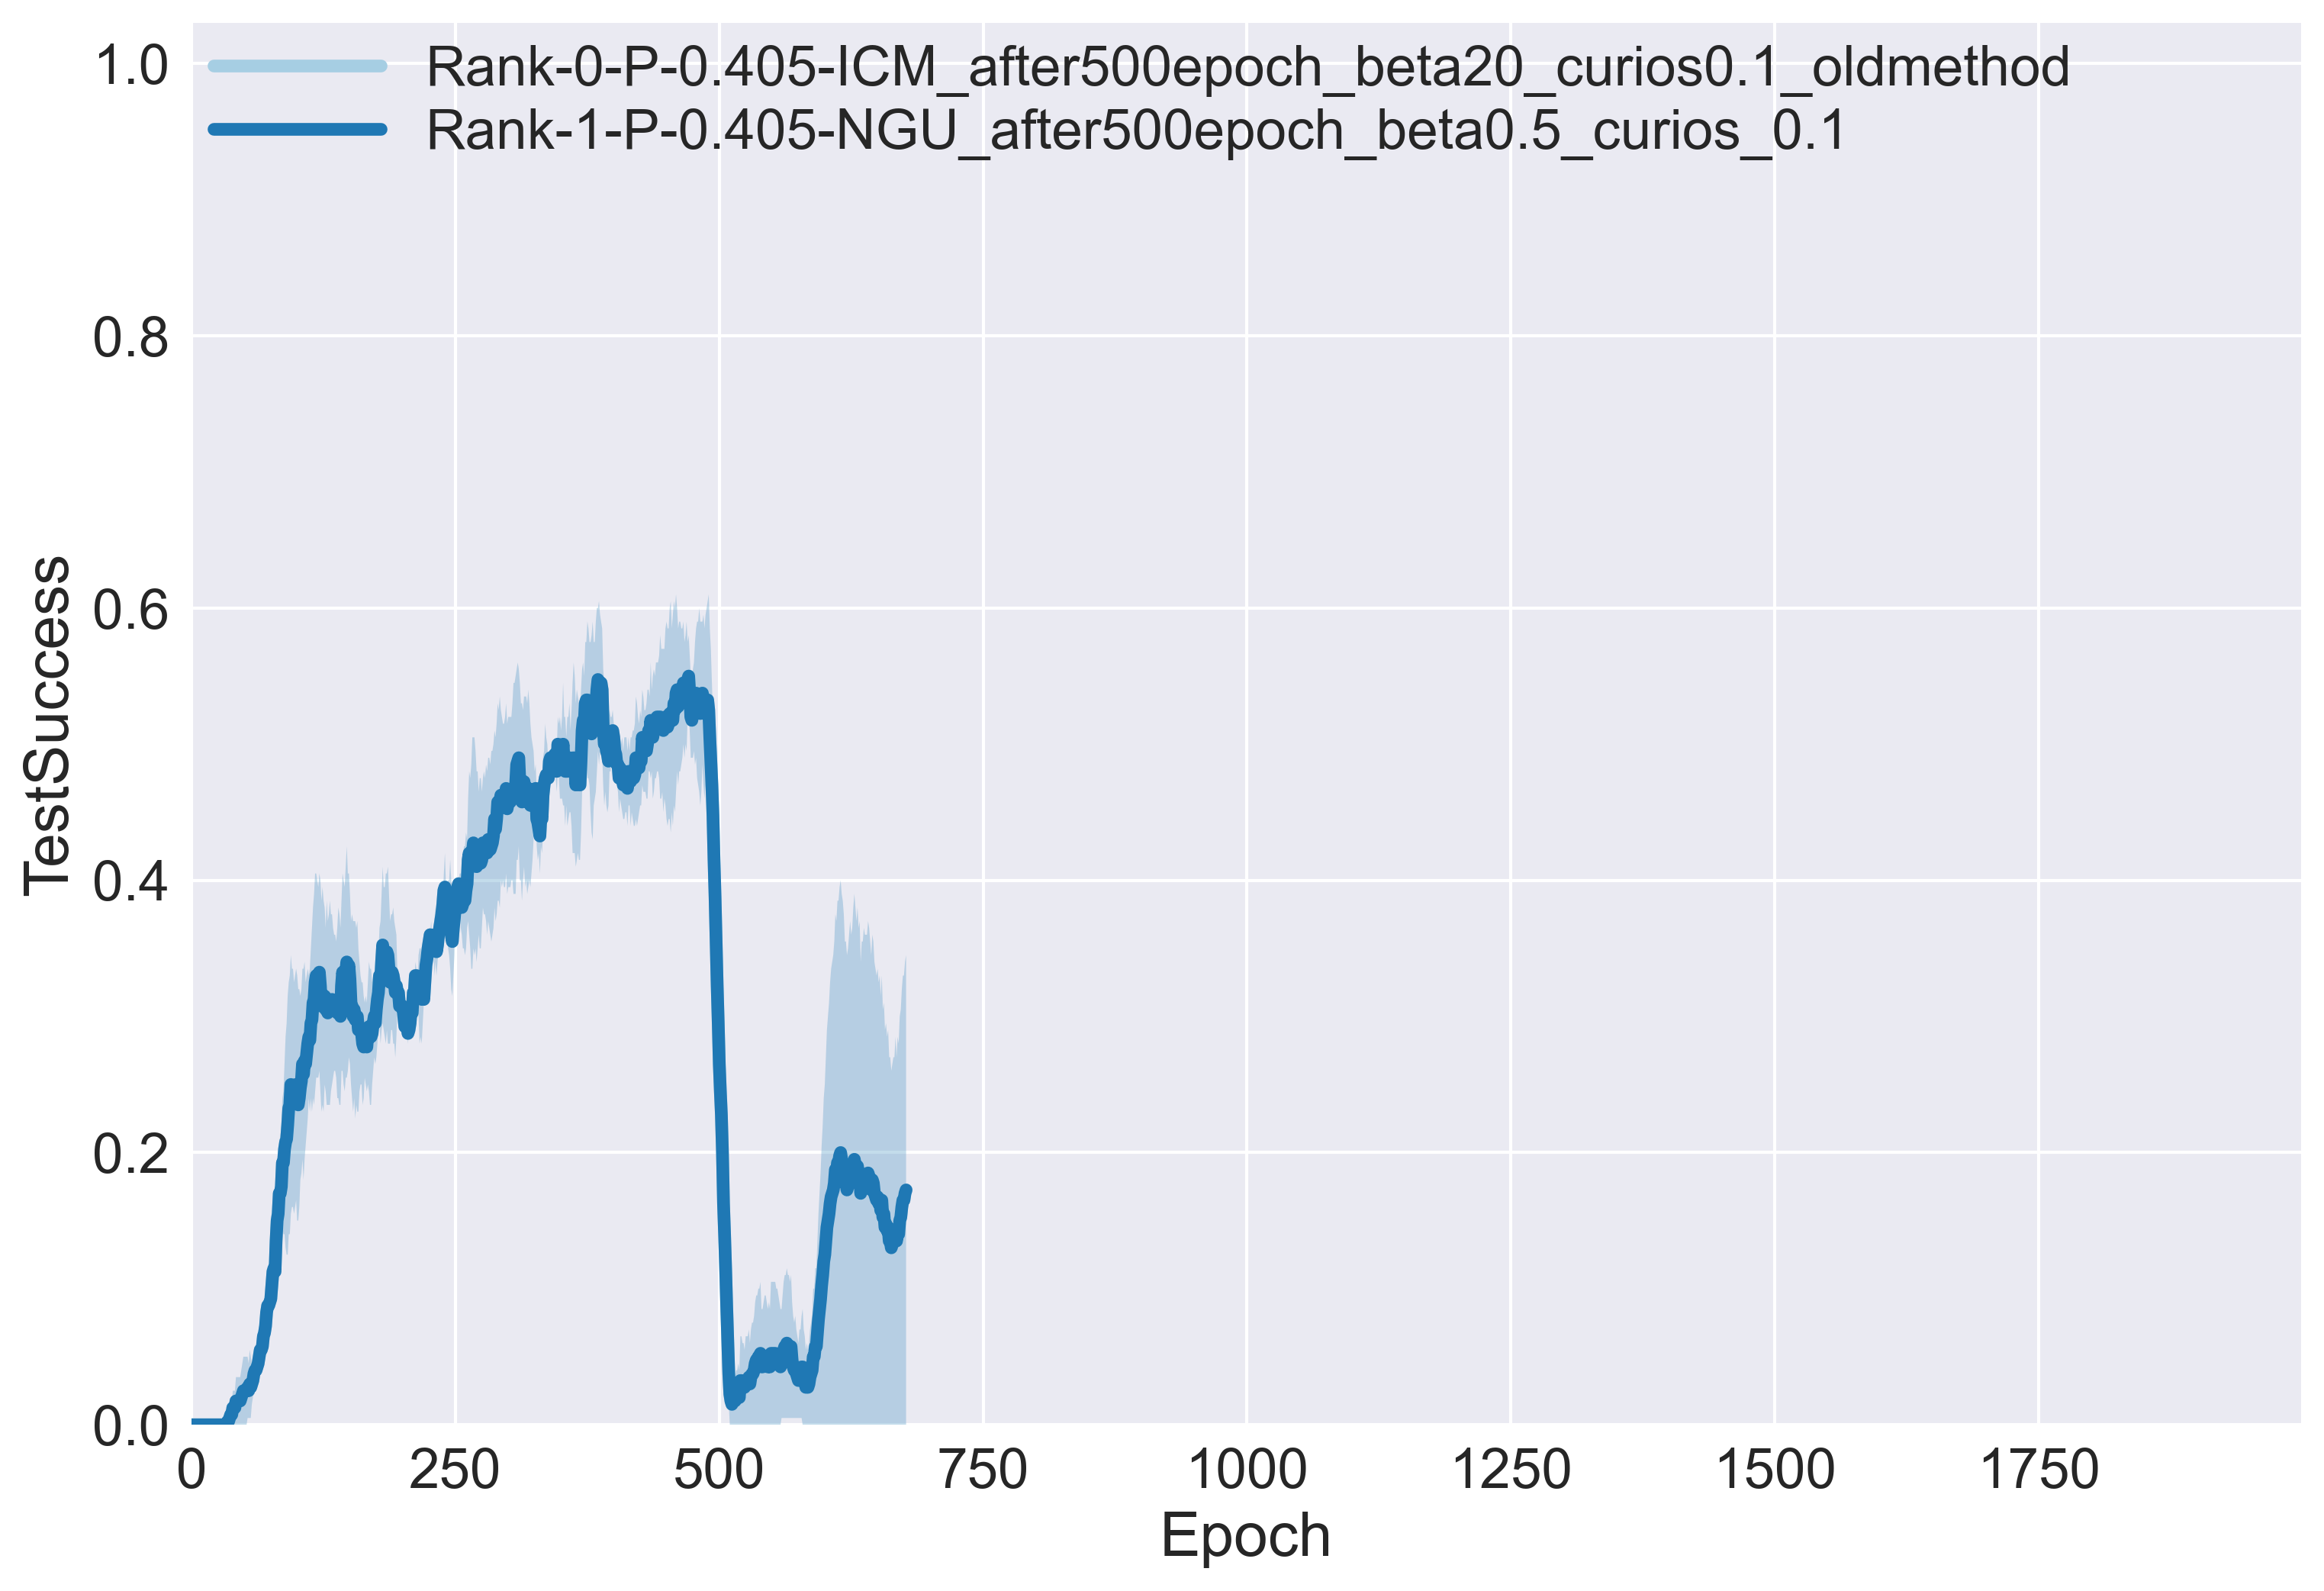 Rank-0-P-0.405-ICM_after500epoch_beta20_curios0.1_oldmethod
Rank-1-P-0.405-NGU_after500epoch_beta0.5_curios_0.1
1.0
0.8
0.6
0.4
0.2
0.0
TestSuccess
0 250 500 750 1000 1250 1500 1750
Epoch